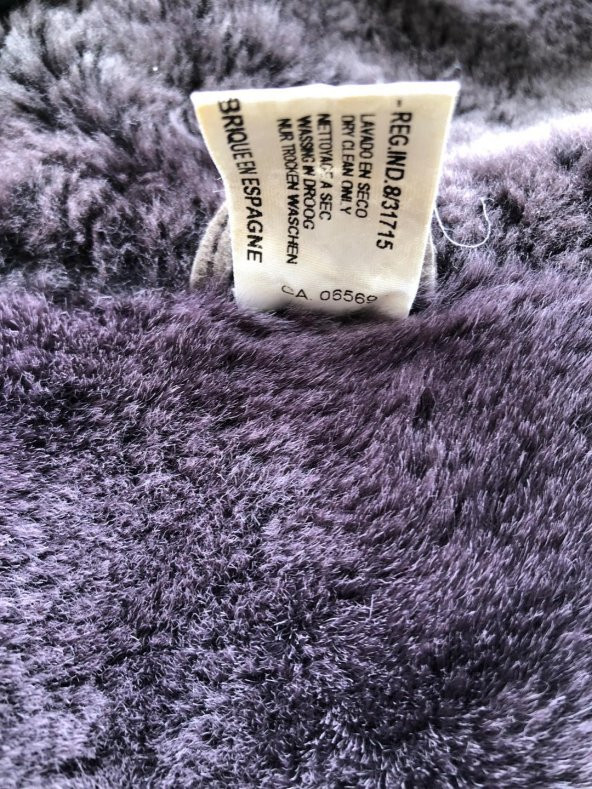 - REG.IND.8/31715
LAVADO EN SECO
DRY CLEAN ONLY
NETTOYAGE A SEC
WASSING IN DROOG
NUR TROCKEN WASCHEN
BRIQUE EN ESPAGNE
CA. 06569